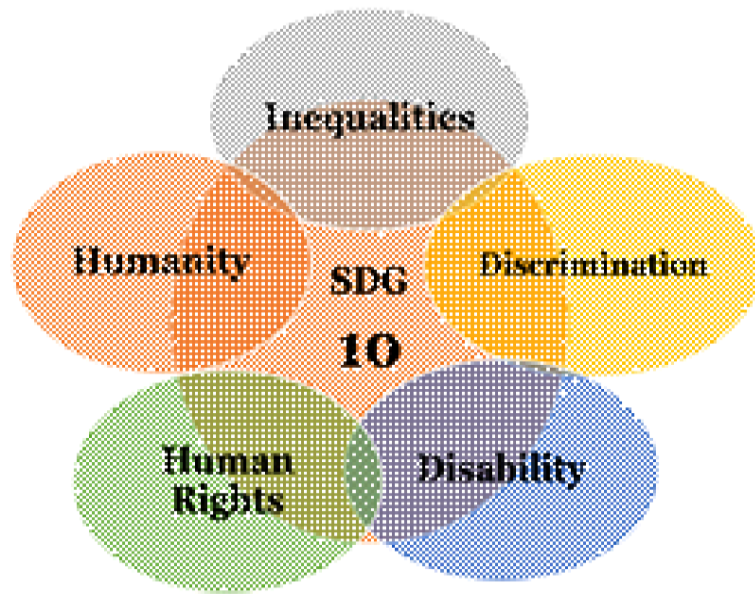 Inequalities
Humanity
Discrimination
SDG
10
Human
Rights
Disability